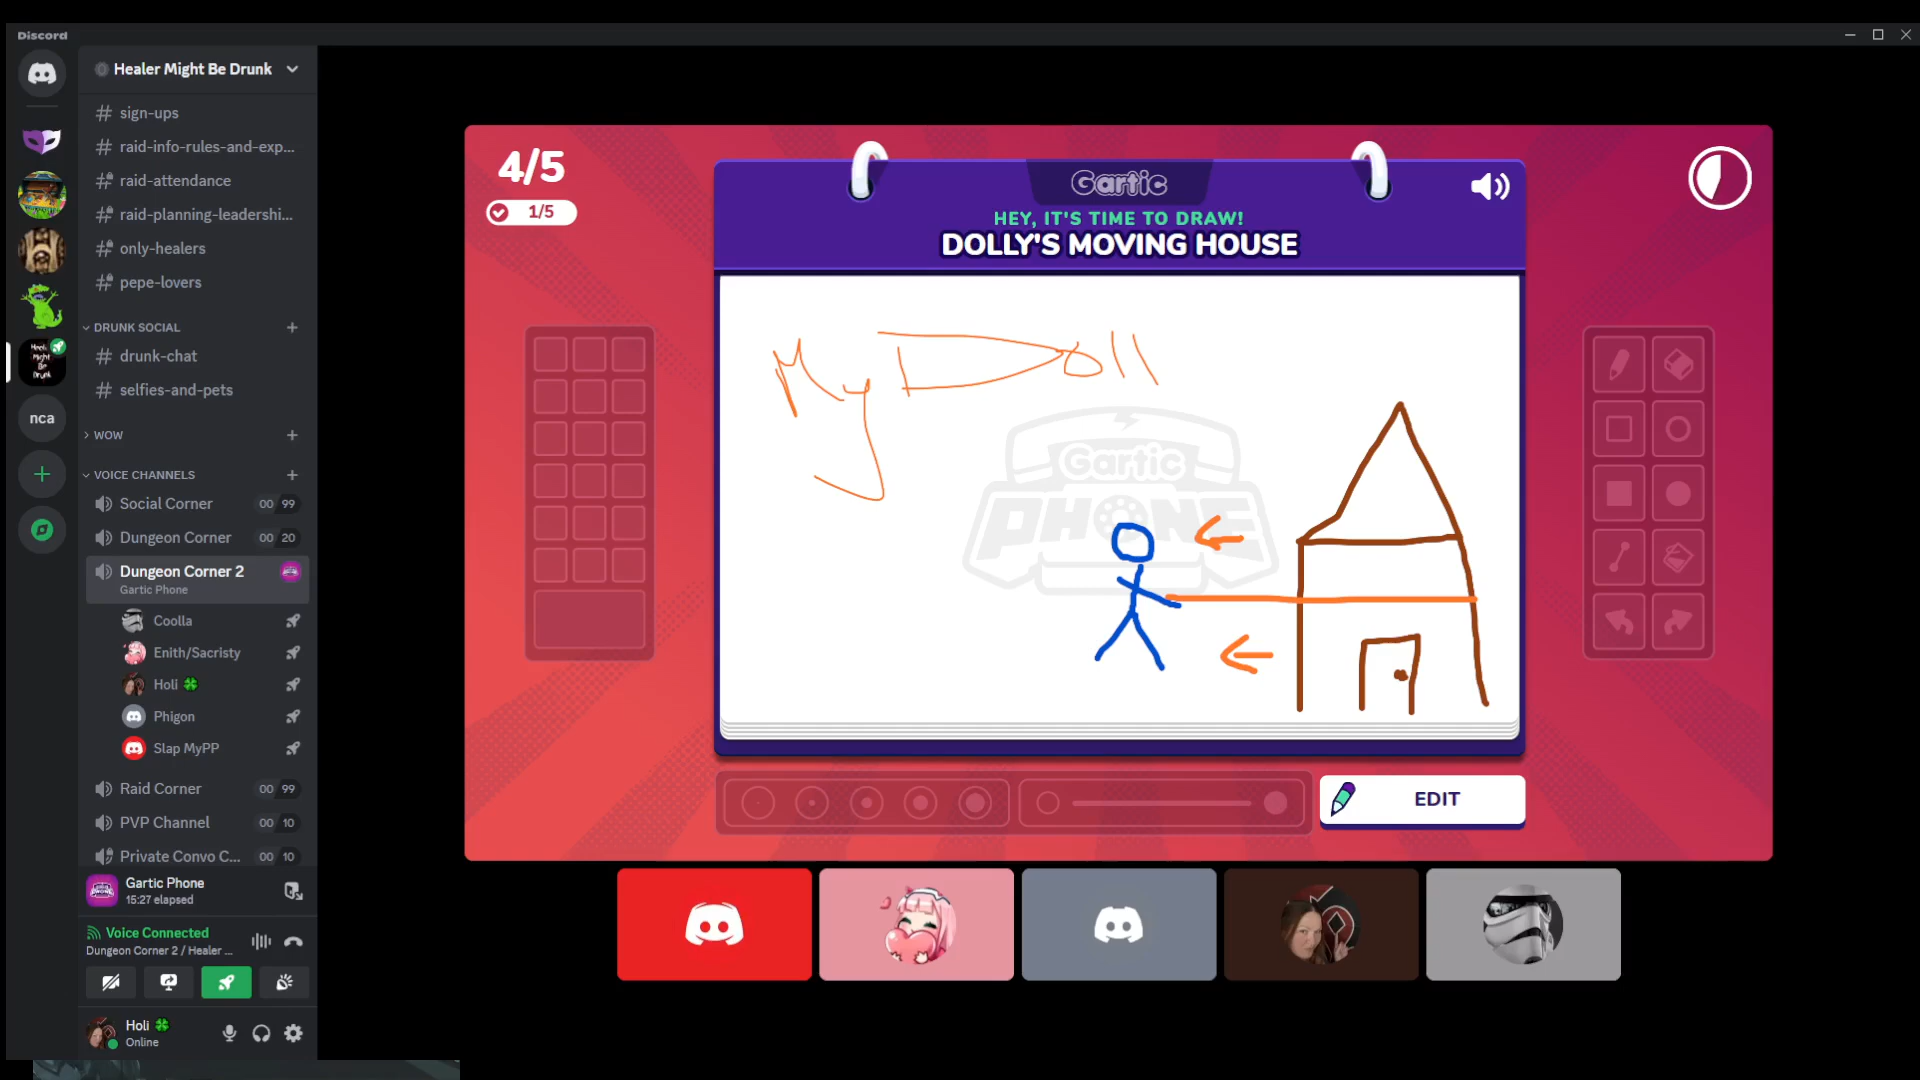 Discord
Healer Might Be Drunk
sign-ups
raid-info-rules-and-exp...
raid-attendance
raid-planning-leadershi...
only-healers
pepe-lovers
DRUNK SOCIAL
drunk-chat
selfies-and-pets
nca
WOW
VOICE CHANNELS
Social Corner 00 99
Dungeon Corner 00 20
Dungeon Corner 2
Gartic Phone
Coolla
Enith/Sacristy
Holi
Phigon
Slap MyPP
Raid Corner 00 99
PVP Channel 00 10
Private Convo C... 00 10
Gartic Phone
15:27 elapsed
Voice Connected
Dungeon Corner 2 / Healer ...
Holi
Online
4/5
1/5
Gartic
HEY, IT'S TIME TO DRAW!
DOLLY'S MOVING HOUSE
My Doll
Gartic
PHONE
EDIT